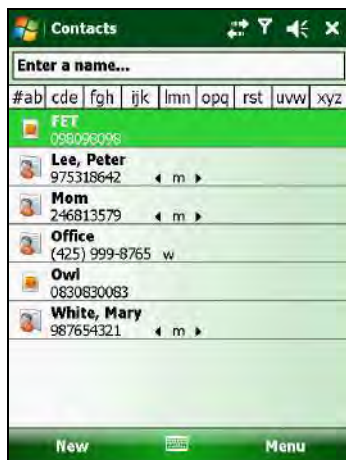 Contacts
Enter a name...
#ab cde fgh ijk lmn opq rst uvw xyz
FET
098098098
Lee, Peter
975318642 m
Mom
246813579 m
Office
(425) 999-8765 w
Owl
0830830083
White, Mary
987654321 m
New Menu